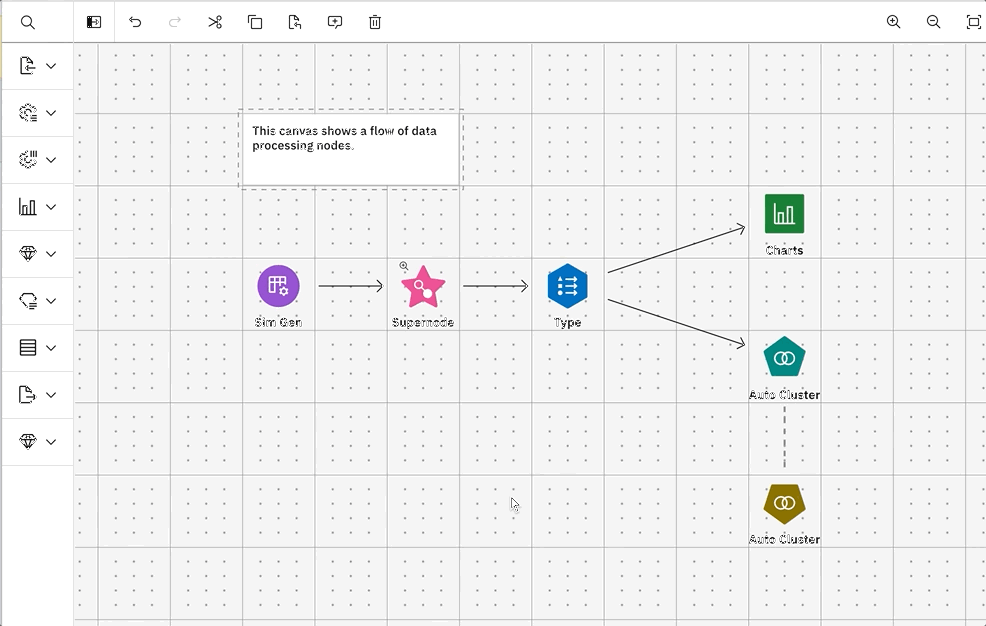 This canvas shows a flow of data
processing nodes.
Charts
Sim Gen
Supernode
Type
Auto Cluster
Auto Cluster